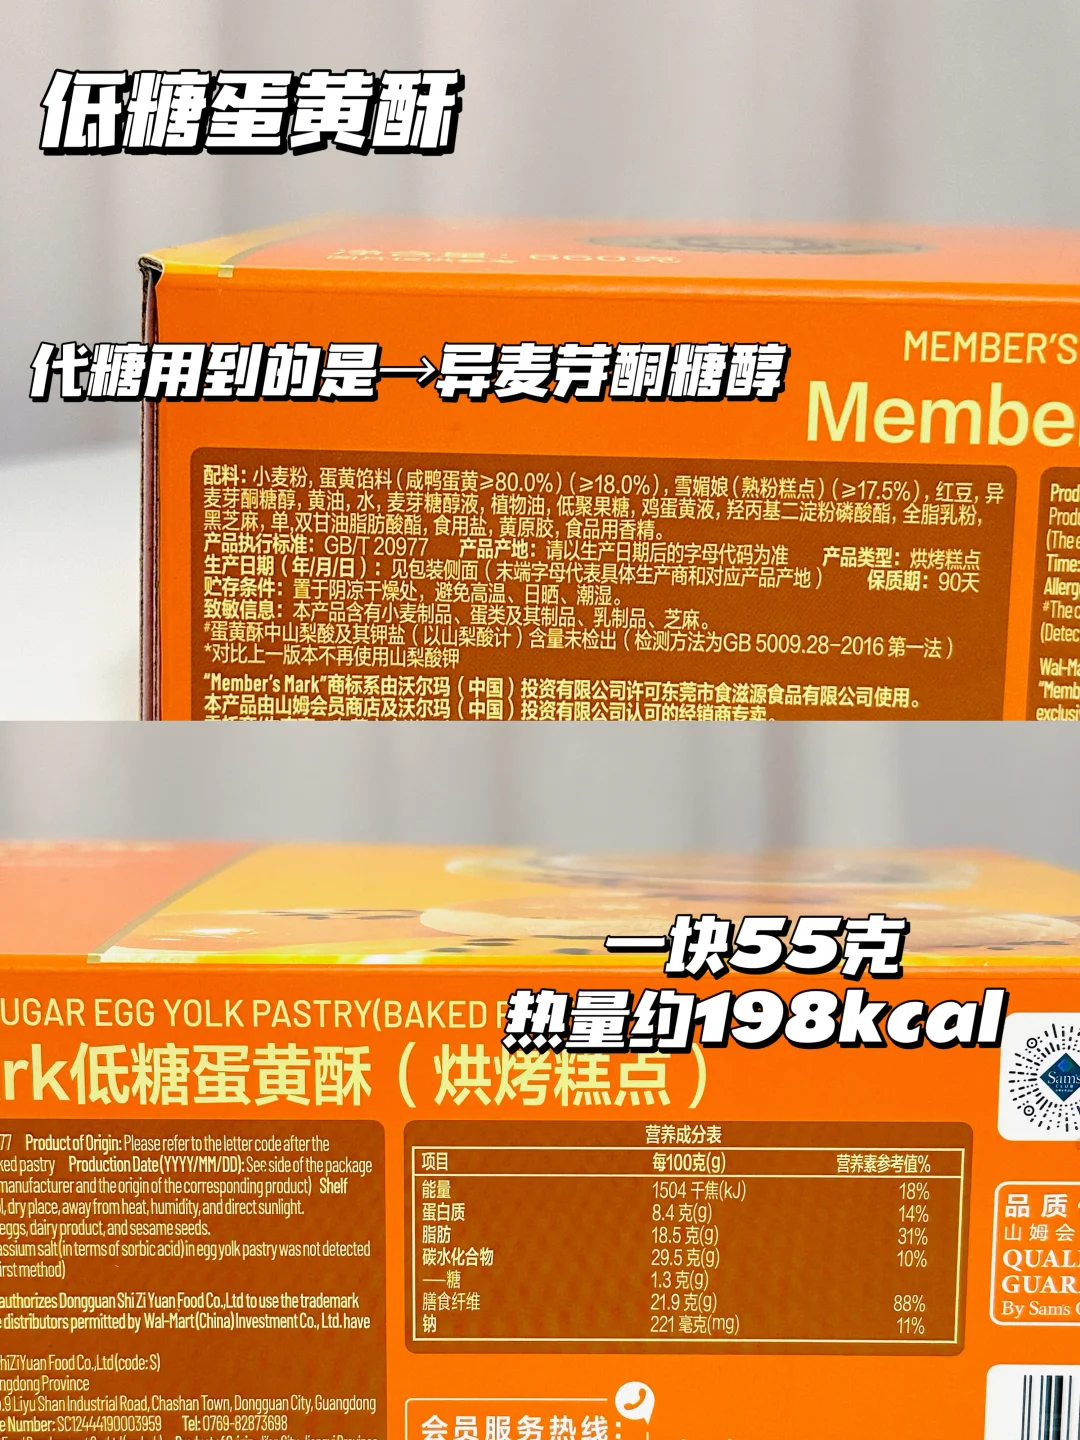 低糖蛋黄酥
净含量：660克
代糖用到的是→异麦芽酮糖醇
MEMBER'S
Membe
配料：小麦粉，蛋黄馅料（咸鸭蛋黄≥80.0%）（≥18.0%），雪媚娘（熟粉糕点）（≥17.5%），红豆，异
麦芽酮糖醇，黄油，水，麦芽糖醇液，植物油，低聚果糖，鸡蛋黄液，羟丙基二淀粉磷酸酯，全脂乳粉，
黑芝麻，单，双甘油脂肪酸酯，食用盐，黄原胶，食品用香精。
产品执行标准：GB/T 20977 产品产地：请以生产日期后的字母代码为准 产品类型：烘烤糕点
生产日期（年/月/日）：见包装侧面（末端字母代表具体生产商和对应产品产地） 保质期：90天
贮存条件：置于阴凉干燥处，避免高温、日晒、潮湿。
致敏信息：本产品含有小麦制品、蛋类及其制品、乳制品、芝麻。
#蛋黄酥中山梨酸及其钾盐（以山梨酸计）含量未检出（检测方法为GB 5009.28-2016 第一法）
*对比上一版本不再使用山梨酸钾
“Member's Mark”商标系由沃尔玛（中国）投资有限公司许可东莞市食滋源食品有限公司使用。
本产品由山姆会员商店及沃尔玛（中国）投资有限公司认可的经销商专卖。
Prod
Produ
(The e
Time:
Allerg
#The c
(Detec
Wal-Ma
“Memb
exclusi
一块55克
热量约198kcal
UGAR EGG YOLK PASTRY(BAKED P
rk低糖蛋黄酥（烘烤糕点）
Sam's
CLUB
77 Product of Origin: Please refer to the letter code after the
ked pastry Production Date(YYYY/MM/DD): See side of the package
manufacturer and the origin of the corresponding product) Shelf
l, dry place, away from heat, humidity, and direct sunlight.
eggs, dairy product, and sesame seeds.
assium salt(in terms of sorbic acid)in egg yolk pastry was not detected
irst method)
authorizes Dongguan Shi Zi Yuan Food Co.,Ltd to use the trademark
e distributors permitted by Wal-Mart(China)Investment Co., Ltd. have
hiZiYuan Food Co.,Ltd(code: S)
ngdong Province
.9 Liyu Shan Industrial Road, Chashan Town, Dongguan City, Guangdong
e Number: SC12444190003959 Tel: 0769-82873698
营养成分表
项目 每100克(g) 营养素参考值%
能量 1504 千焦(kJ) 18%
蛋白质 8.4 克(g) 14%
脂肪 18.5 克(g) 31%
碳水化合物 29.5 克(g) 10%
——糖 1.3 克(g)
膳食纤维 21.9 克(g) 88%
钠 221 毫克(mg) 11%
会员服务热线：
品质
山姆会
QUALI
GUAR
By Sam's C